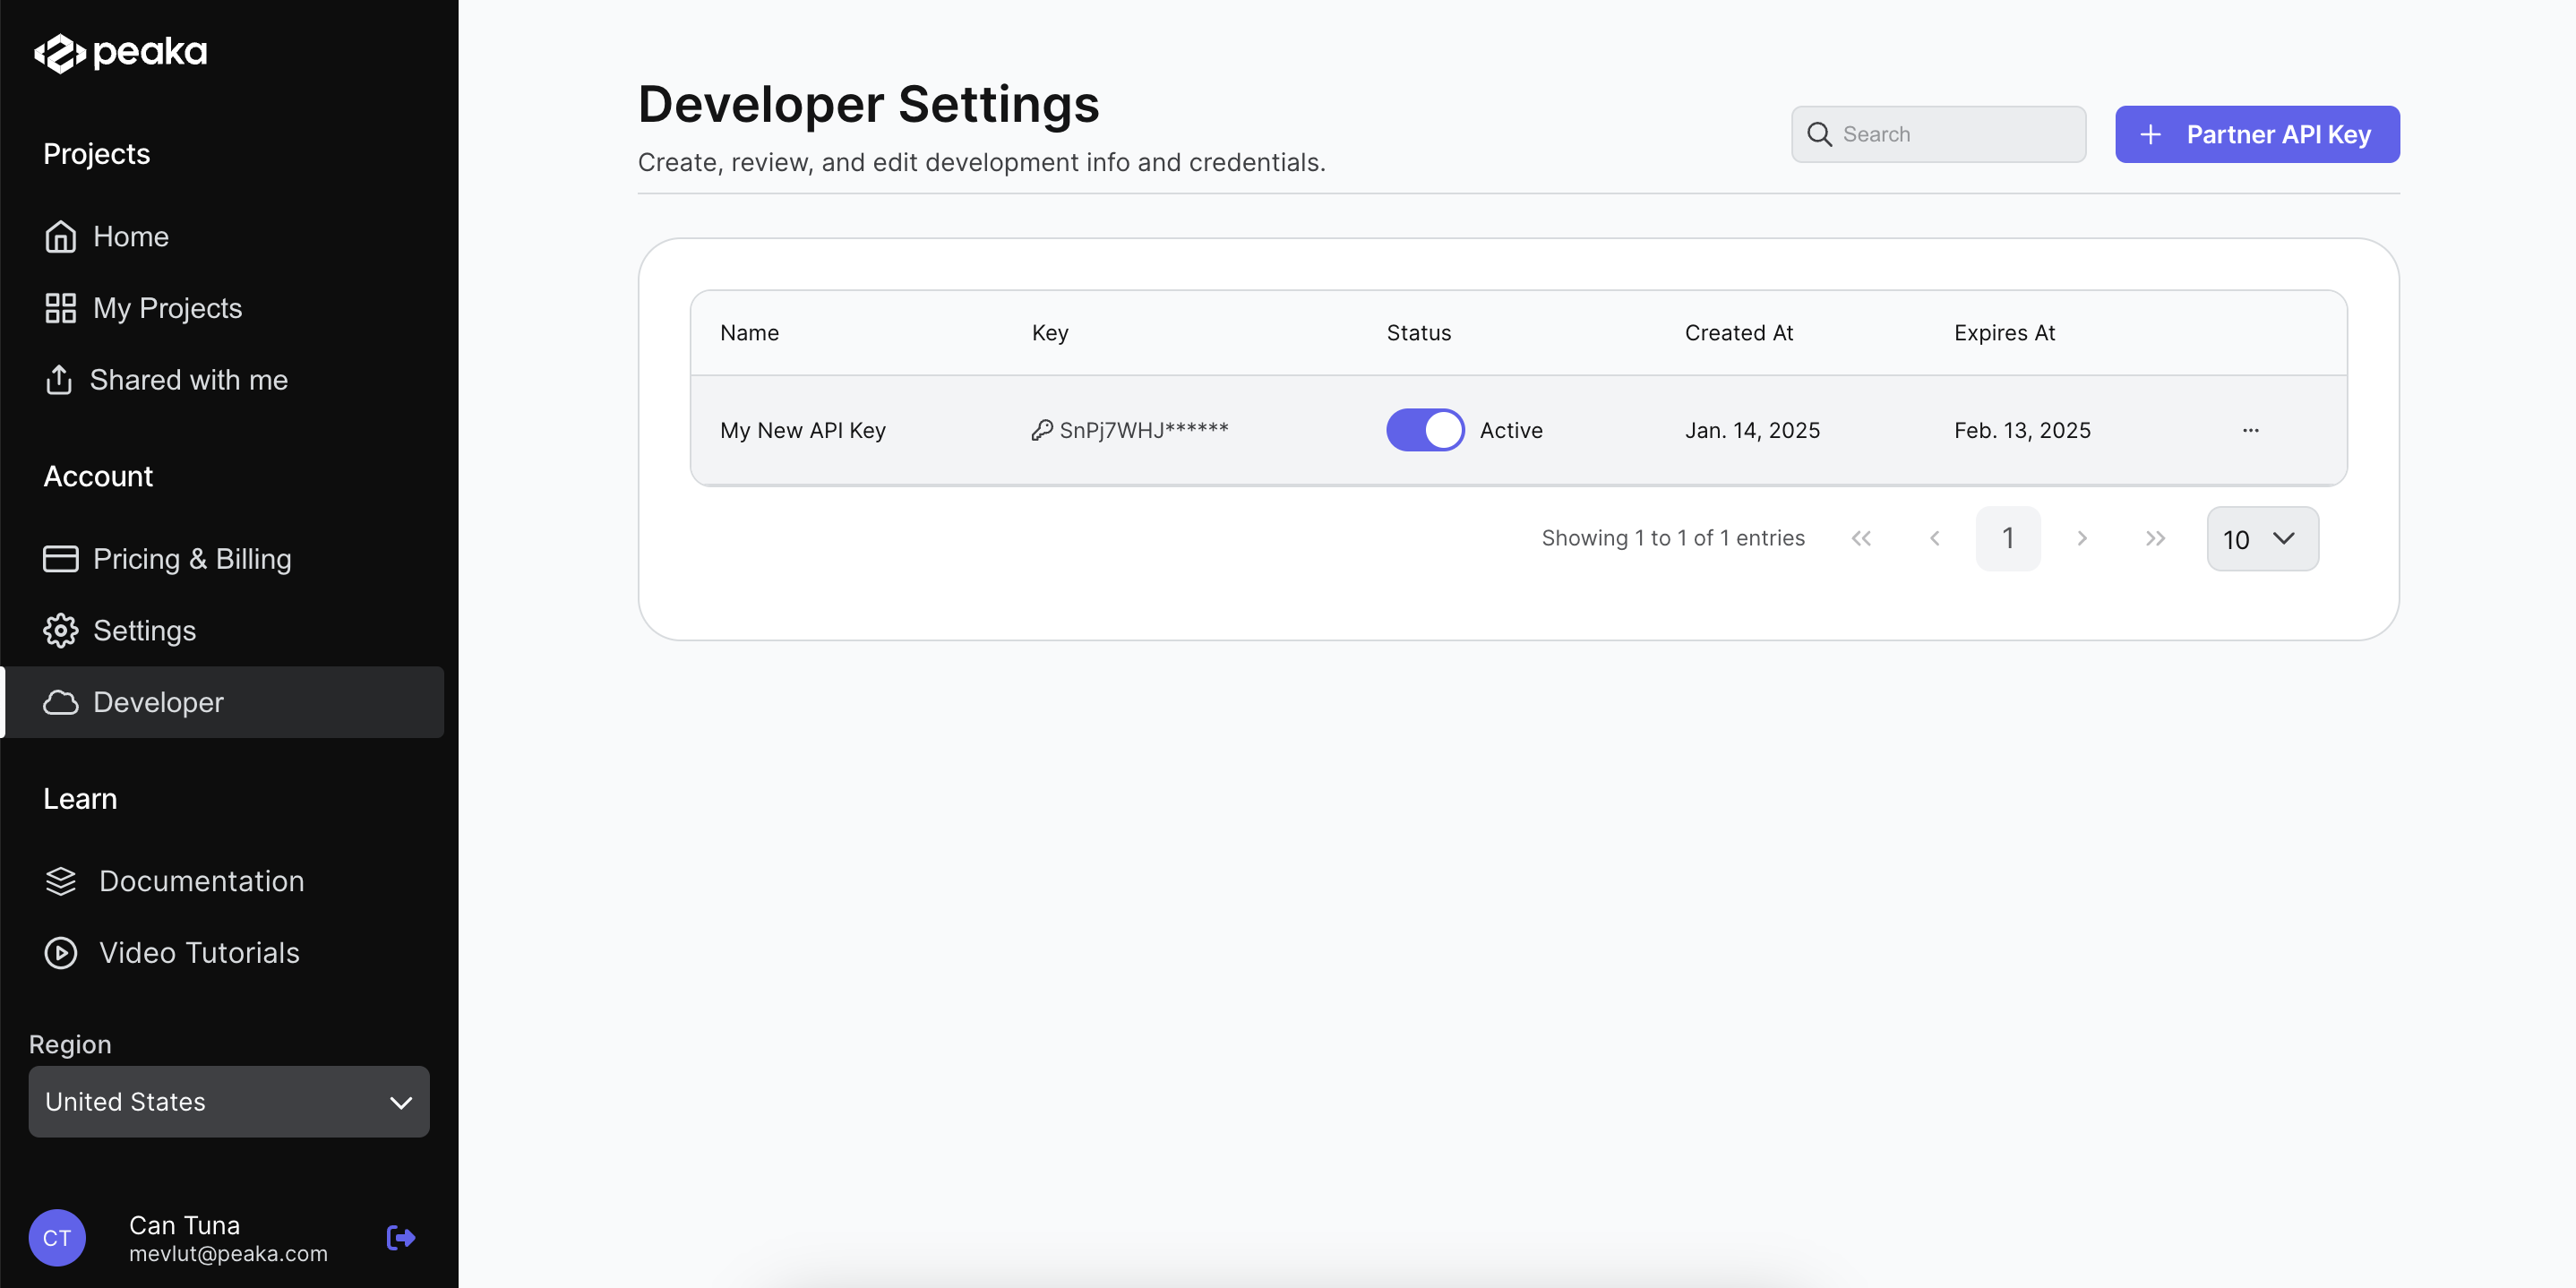 peaka
Projects
Home
My Projects
Shared with me
Account
Pricing & Billing
Settings
Developer
Learn
Documentation
Video Tutorials
Region
United States
CT
Can Tuna
mevlut@peaka.com
Developer Settings
Create, review, and edit development info and credentials.
Search
+ Partner API Key
Name Key Status Created At Expires At
My New API Key SnPj7WHJ****** Active Jan. 14, 2025 Feb. 13, 2025 ...
Showing 1 to 1 of 1 entries « ‹ 1 › » 10